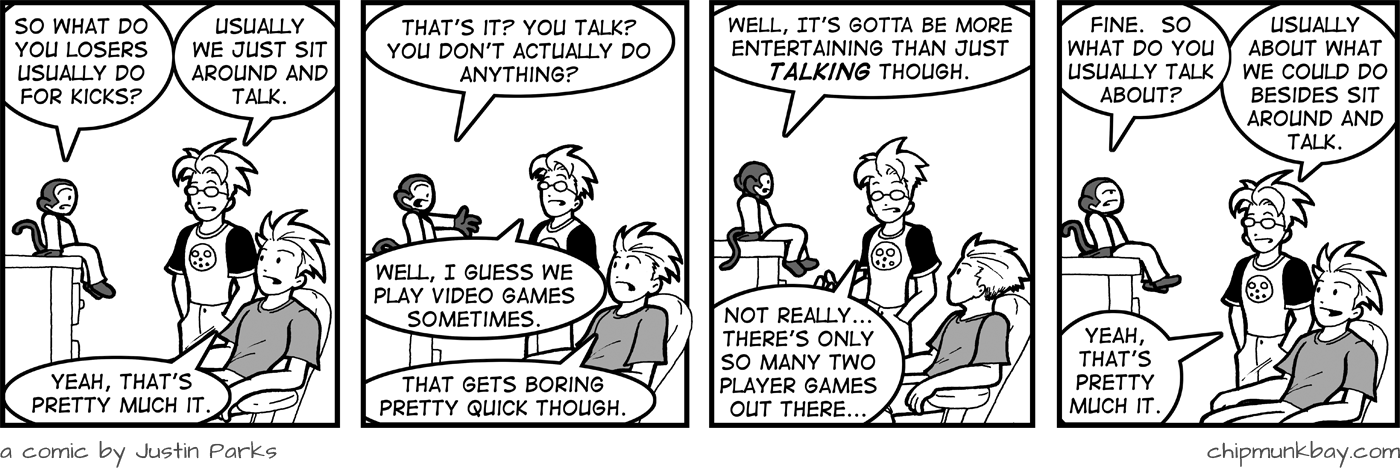 SO WHAT DO
YOU LOSERS
USUALLY DO
FOR KICKS?
USUALLY
WE JUST SIT
AROUND AND
TALK.
YEAH, THAT'S
PRETTY MUCH IT.
THAT'S IT? YOU TALK?
YOU DON'T ACTUALLY DO
ANYTHING?
WELL, I GUESS WE
PLAY VIDEO GAMES
SOMETIMES.
THAT GETS BORING
PRETTY QUICK THOUGH.
WELL, IT'S GOTTA BE MORE
ENTERTAINING THAN JUST
TALKING THOUGH.
NOT REALLY...
THERE'S ONLY
SO MANY TWO
PLAYER GAMES
OUT THERE...
FINE. SO
WHAT DO YOU
USUALLY TALK
ABOUT?
USUALLY
ABOUT WHAT
WE COULD DO
BESIDES SIT
AROUND AND
TALK.
YEAH,
THAT'S
PRETTY
MUCH IT.
a comic by Justin Parks
chipmunkbay.com